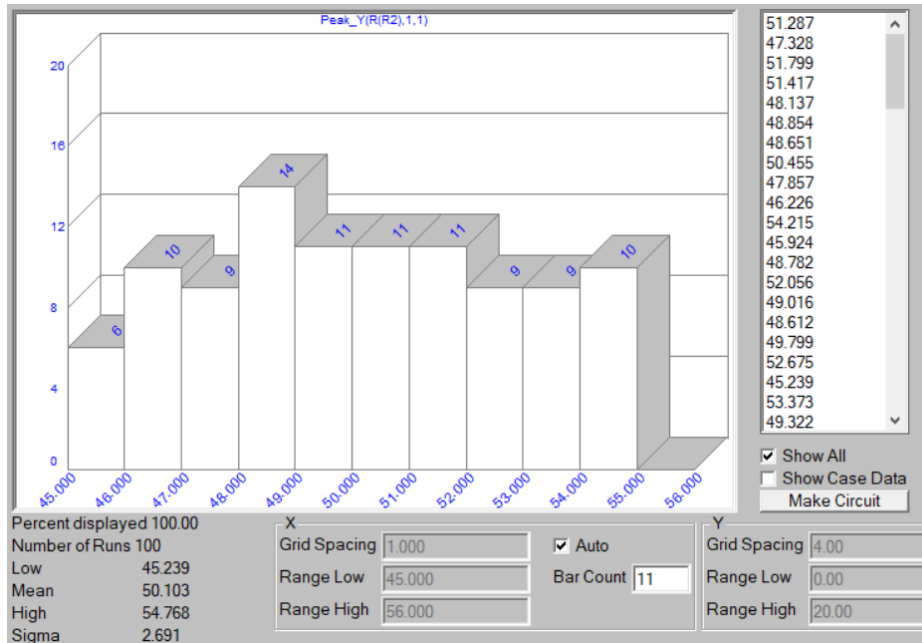 Peak_Y(R(R2),1,1)
20
16
12
8
4
0
6
10
9
14
11
11
11
9
9
10
45.000
46.000
47.000
48.000
49.000
50.000
51.000
52.000
53.000
54.000
55.000
56.000
51.287
47.328
51.799
51.417
48.137
48.854
48.651
50.455
47.857
46.226
54.215
45.924
48.782
52.056
49.016
48.612
49.799
52.675
45.239
53.373
49.322
Show All
Show Case Data
Make Circuit
Percent displayed 100.00
Number of Runs 100
Low 45.239
Mean 50.103
High 54.768
Sigma 2.691
X
Grid Spacing 1.000
Range Low 45.000
Range High 56.000
Auto
Bar Count 11
Y
Grid Spacing 4.00
Range Low 0.00
Range High 20.00